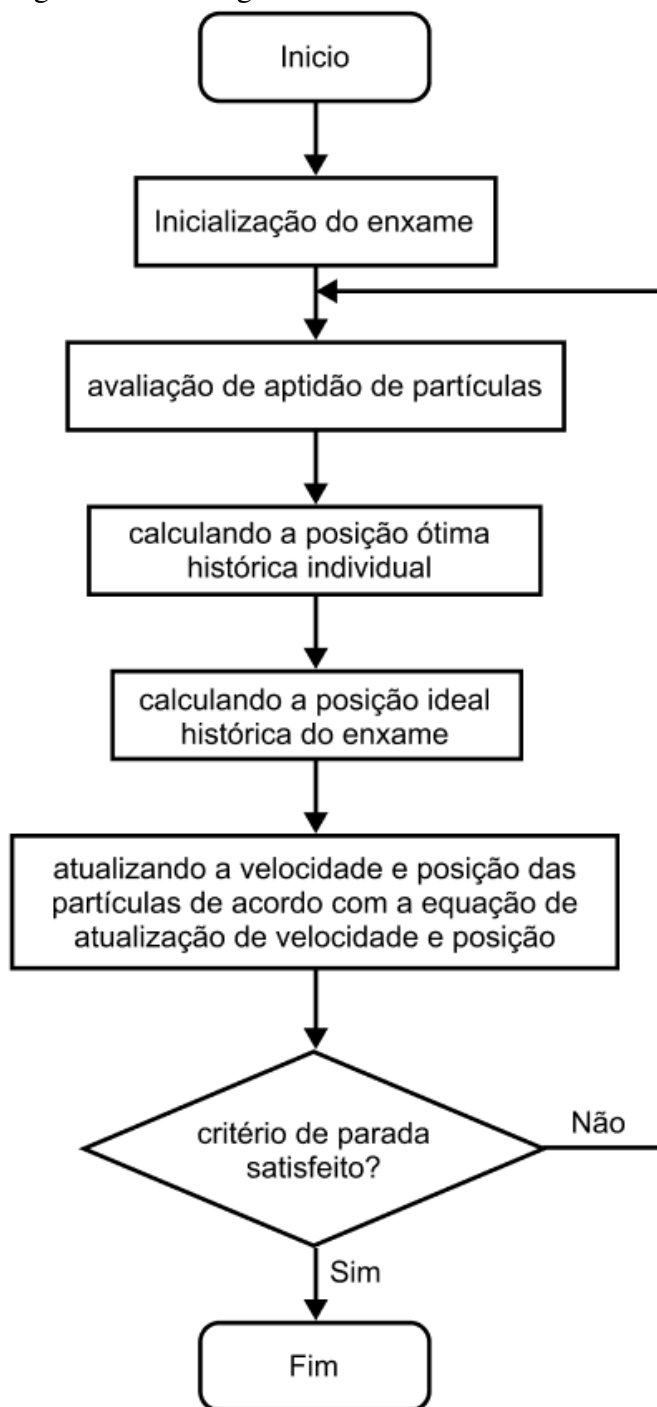 Inicio
Inicialização do enxame
avaliação de aptidão de partículas
calculando a posição ótima
histórica individual
calculando a posição ideal
histórica do enxame
atualizando a velocidade e posição das
partículas de acordo com a equação de
atualização de velocidade e posição
critério de parada
satisfeito?
Não
Sim
Fim